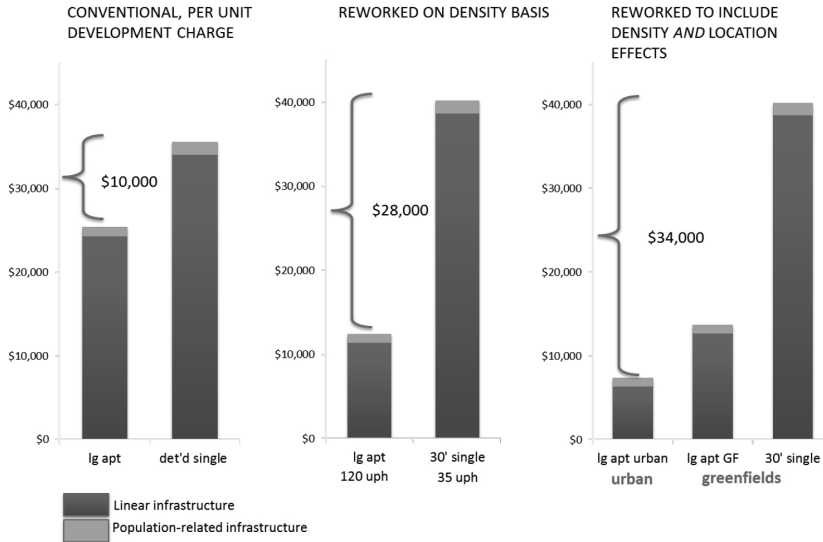 CONVENTIONAL, PER UNIT
DEVELOPMENT CHARGE
$40,000
$30,000
$20,000
$10,000
$0
$10,000
lg apt
det'd single
REWORKED ON DENSITY BASIS
$40,000
$30,000
$20,000
$10,000
$0
$28,000
lg apt
120 uph
30' single
35 uph
REWORKED TO INCLUDE
DENSITY AND LOCATION
EFFECTS
$40,000
$30,000
$20,000
$10,000
$0
$34,000
lg apt urban
lg apt GF
30' single
urban
greenfields
Linear infrastructure
Population-related infrastructure